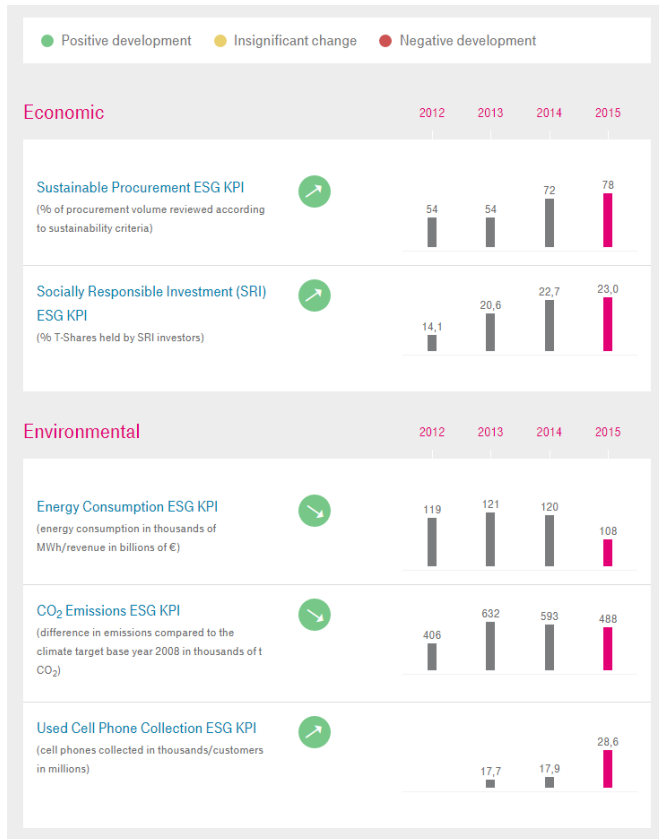 Positive development Insignificant change Negative development
Economic 2012 2013 2014 2015
Sustainable Procurement ESG KPI
(% of procurement volume reviewed according
to sustainability criteria)
54 54 72 78
Socially Responsible Investment (SRI)
ESG KPI
(% T-Shares held by SRI investors)
14,1 20,6 22,7 23,0
Environmental 2012 2013 2014 2015
Energy Consumption ESG KPI
(energy consumption in thousands of
MWh/revenue in billions of €)
119 121 120 108
CO₂ Emissions ESG KPI
(difference in emissions compared to the
climate target base year 2008 in thousands of t
CO₂)
406 632 593 488
Used Cell Phone Collection ESG KPI
(cell phones collected in thousands/customers
in millions)
17,7 17,9 28,6